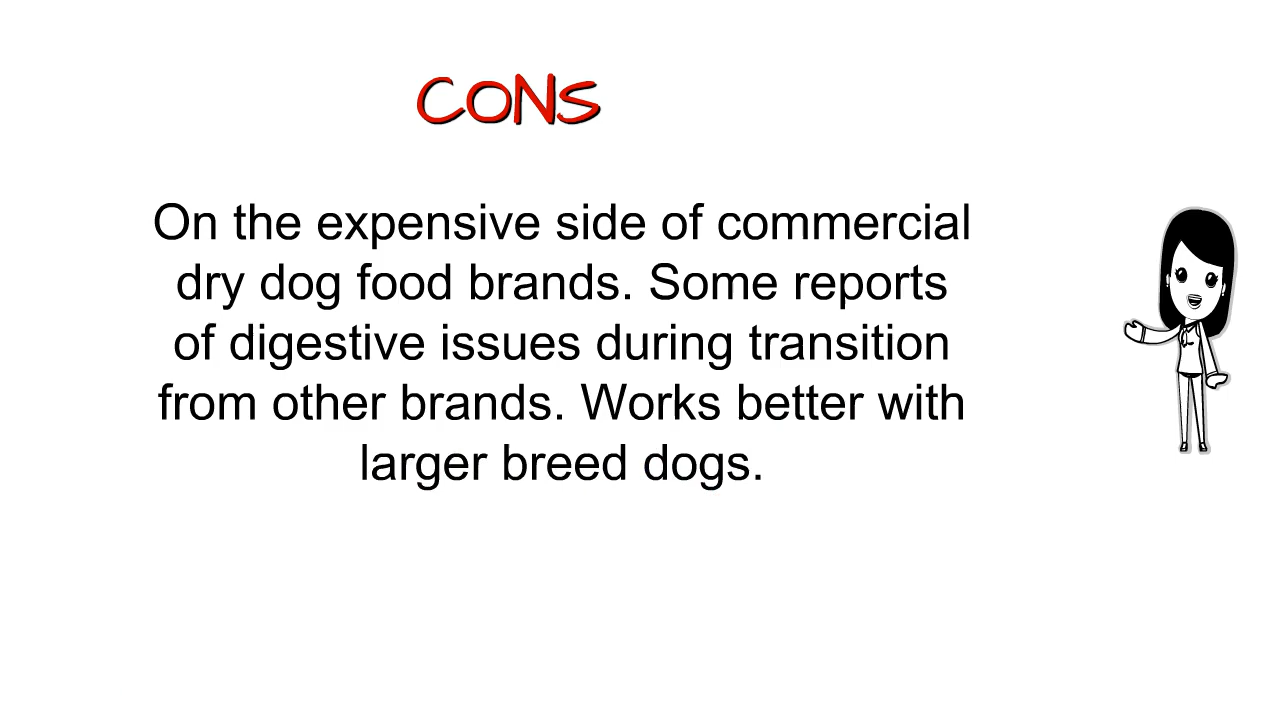 CONS
On the expensive side of commercial
dry dog food brands. Some reports
of digestive issues during transition
from other brands. Works better with
larger breed dogs.